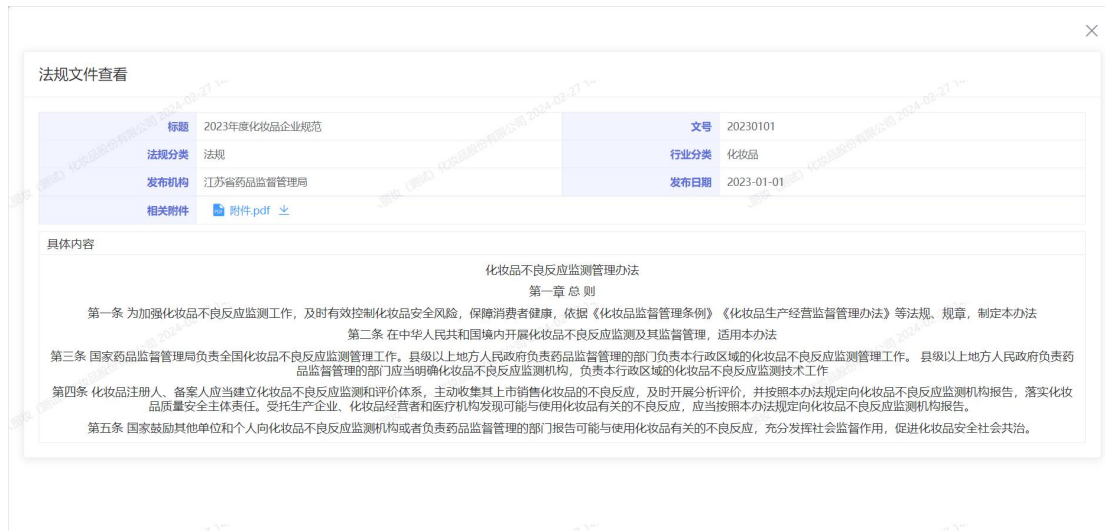 法规文件查看
标题 2023年度化妆品企业规范 文号 20230101
法规分类 法规 行业分类 化妆品
发布机构 江苏省药品监督管理局 发布日期 2023-01-01
相关附件 附件.pdf
具体内容
化妆品不良反应监测管理办法
第一章 总 则
第一条 为加强化妆品不良反应监测工作，及时有效控制化妆品安全风险，保障消费者健康，依据《化妆品监督管理条例》《化妆品生产经营监督管理办法》等法规、规章，制定本办法
第二条 在中华人民共和国境内开展化妆品不良反应监测及其监督管理，适用本办法
第三条 国家药品监督管理局负责全国化妆品不良反应监测管理工作。县级以上地方人民政府负责药品监督管理的部门负责本行政区域的化妆品不良反应监测管理工作。 县级以上地方人民政府负责药
品监督管理的部门应当明确化妆品不良反应监测机构，负责本行政区域的化妆品不良反应监测技术工作
第四条 化妆品注册人、备案人应当建立化妆品不良反应监测和评价体系，主动收集其上市销售化妆品的不良反应，及时开展分析评价，并按照本办法规定向化妆品不良反应监测机构报告，落实化妆
品质量安全主体责任。受托生产企业、化妆品经营者和医疗机构发现可能与使用化妆品有关的不良反应，应当按照本办法规定向化妆品不良反应监测机构报告。
第五条 国家鼓励其他单位和个人向化妆品不良反应监测机构或者负责药品监督管理的部门报告可能与使用化妆品有关的不良反应，充分发挥社会监督作用，促进化妆品安全社会共治。